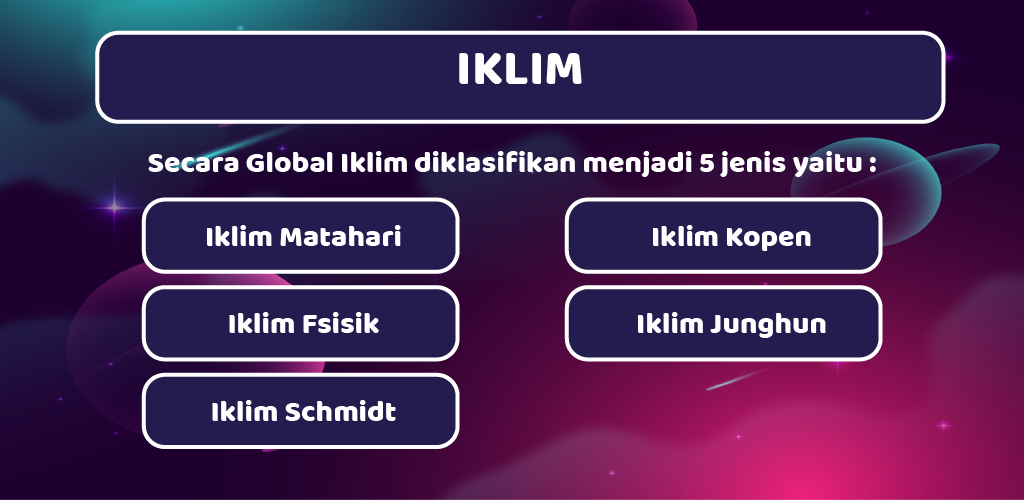 IKLIM
Secara Global Iklim diklasifikan menjadi 5 jenis yaitu :
Iklim Matahari
Iklim Kopen
Iklim Fsisik
Iklim Junghun
Iklim Schmidt